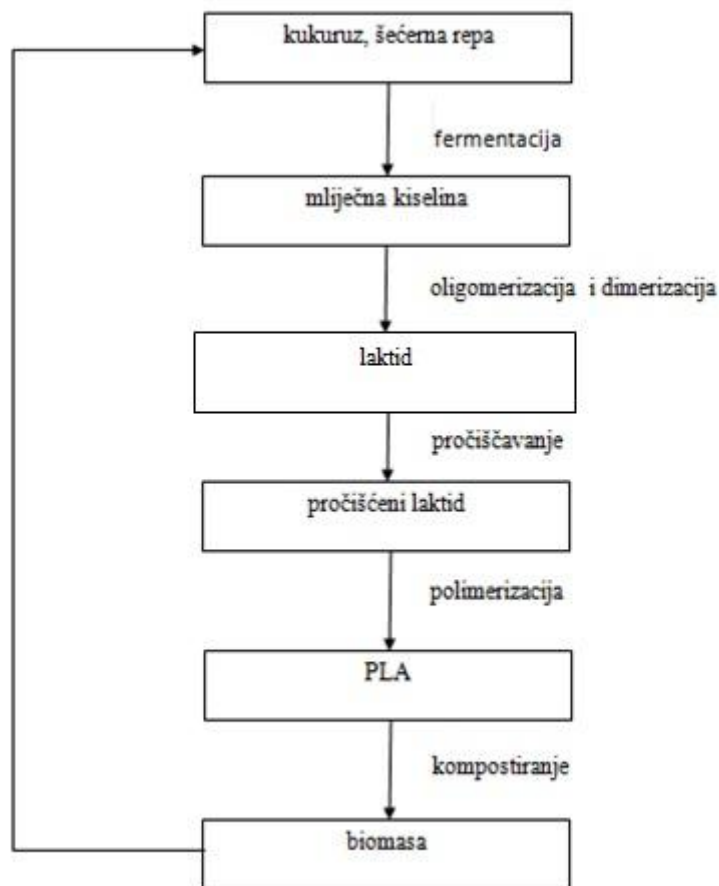 kukuruz, šećerna repa
fermentacija
mliječna kiselina
oligomerizacija i dimerizacija
laktid
pročiščavanje
pročišćeni laktid
polimerizacija
PLA
kompostiranje
biomasa